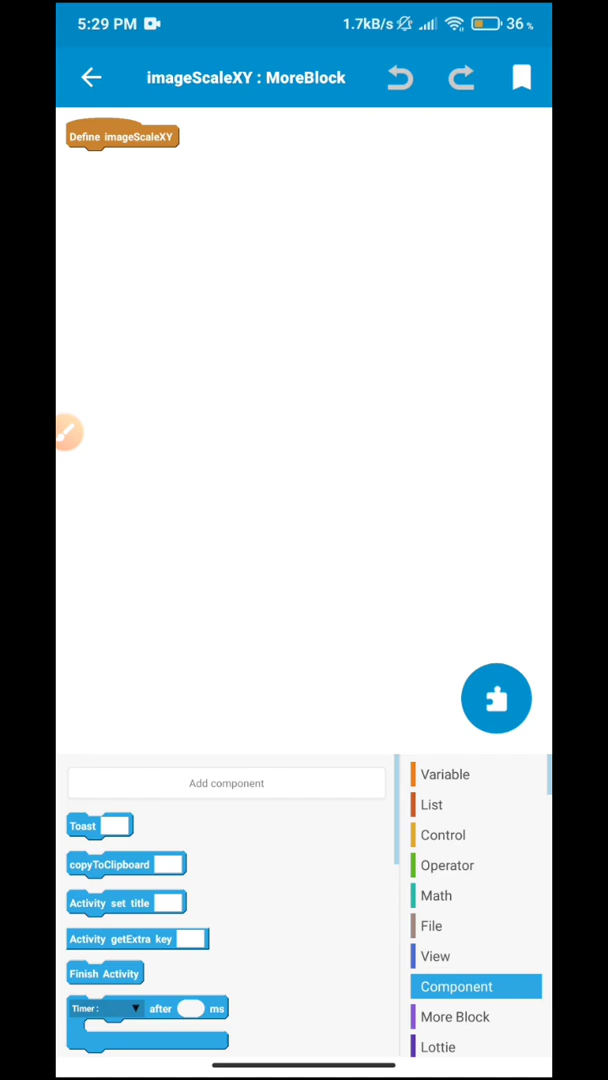 5:29 PM 1.7kB/s 36 %
imageScaleXY : MoreBlock
Define imageScaleXY
Add component
Toast
copyToClipboard
Activity set title
Activity getExtra key
Finish Activity
Timer : after ms
Variable
List
Control
Operator
Math
File
View
Component
More Block
Lottie